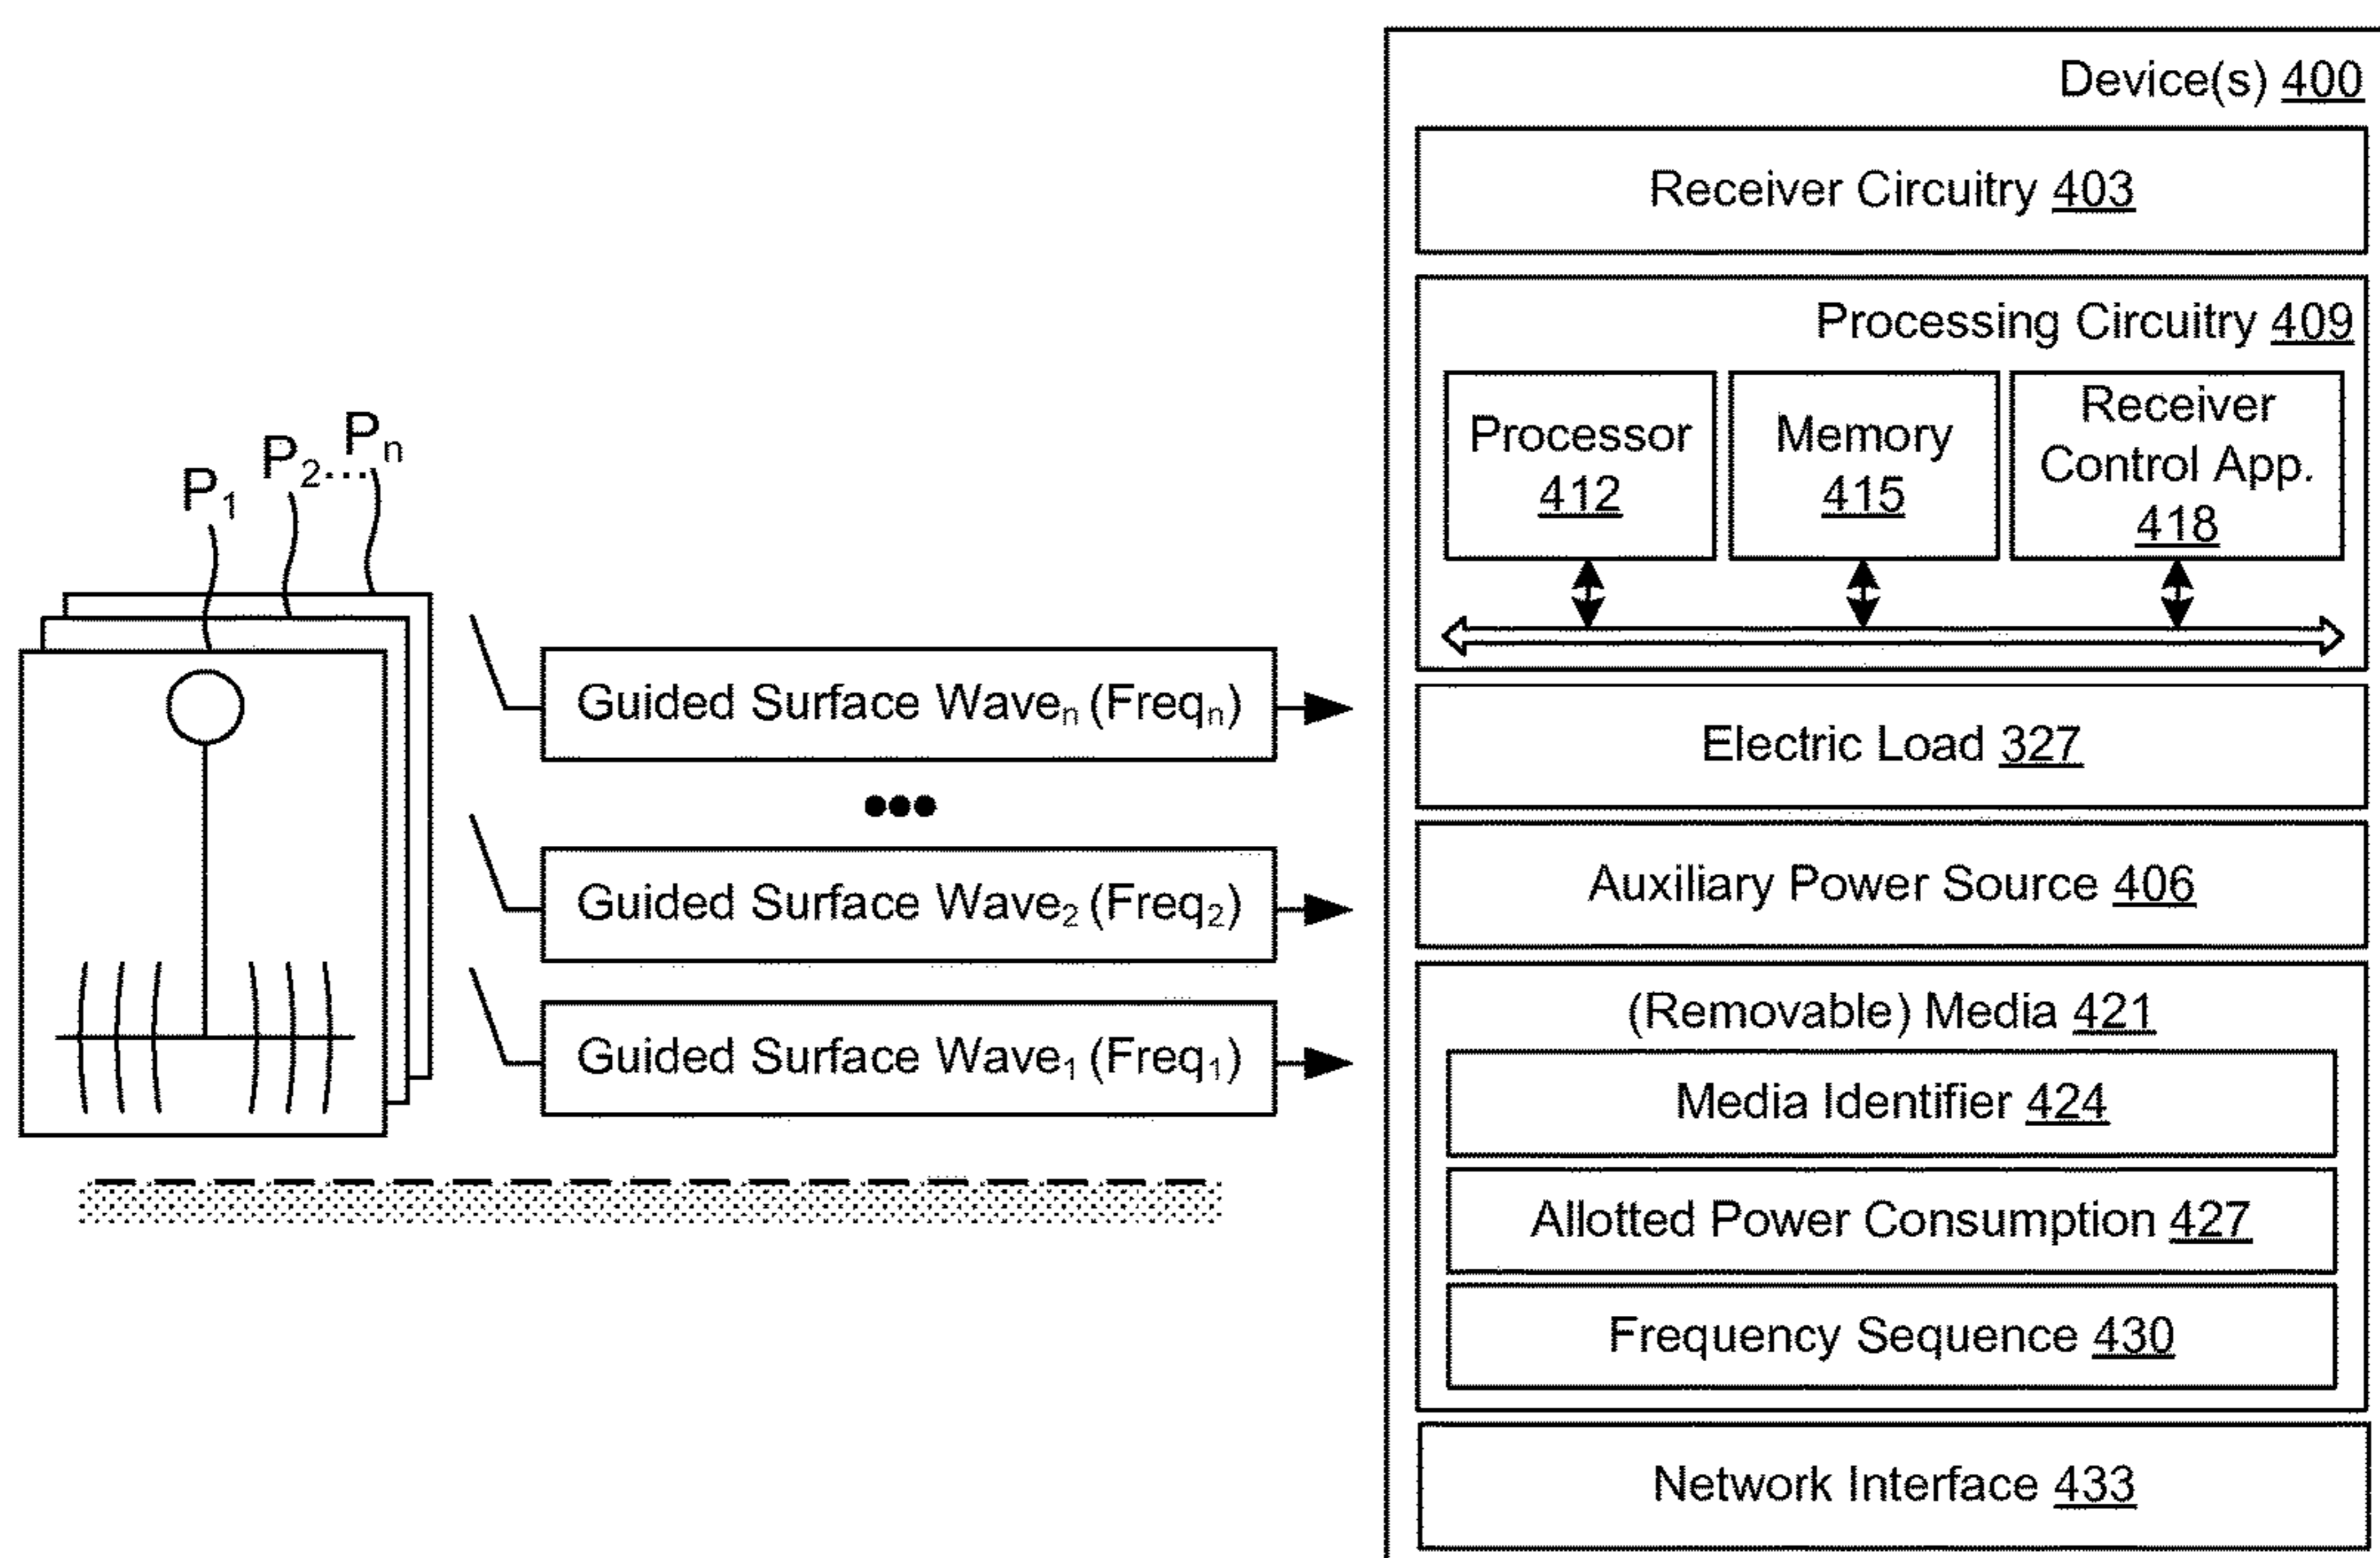 P₁ P₂...Pₙ
Guided Surface Waveₙ (Freqₙ)
Guided Surface Wave₂ (Freq₂)
Guided Surface Wave₁ (Freq₁)
Device(s) 400
Receiver Circuitry 403
Processing Circuitry 409
Processor
412
Memory
415
Receiver
Control App.
418
Electric Load 327
Auxiliary Power Source 406
(Removable) Media 421
Media Identifier 424
Allotted Power Consumption 427
Frequency Sequence 430
Network Interface 433